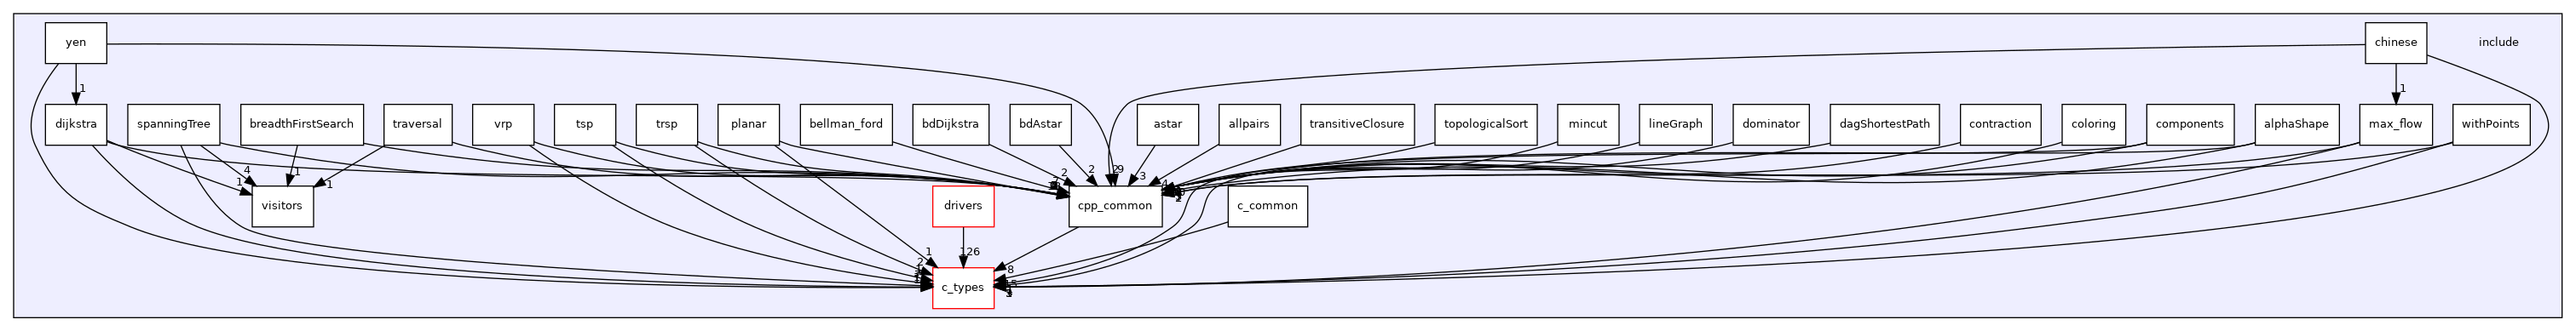 yen
chinese
include
1
1
dijkstra
spanningTree
breadthFirstSearch
traversal
vrp
tsp
trsp
planar
bellman_ford
bdDijkstra
bdAstar
astar
allpairs
transitiveClosure
topologicalSort
mincut
lineGraph
dominator
dagShortestPath
contraction
coloring
components
alphaShape
max_flow
withPoints
4
1
1
1
2
2
3
visitors
drivers
cpp_common
c_common
1
126
2
8
c_types